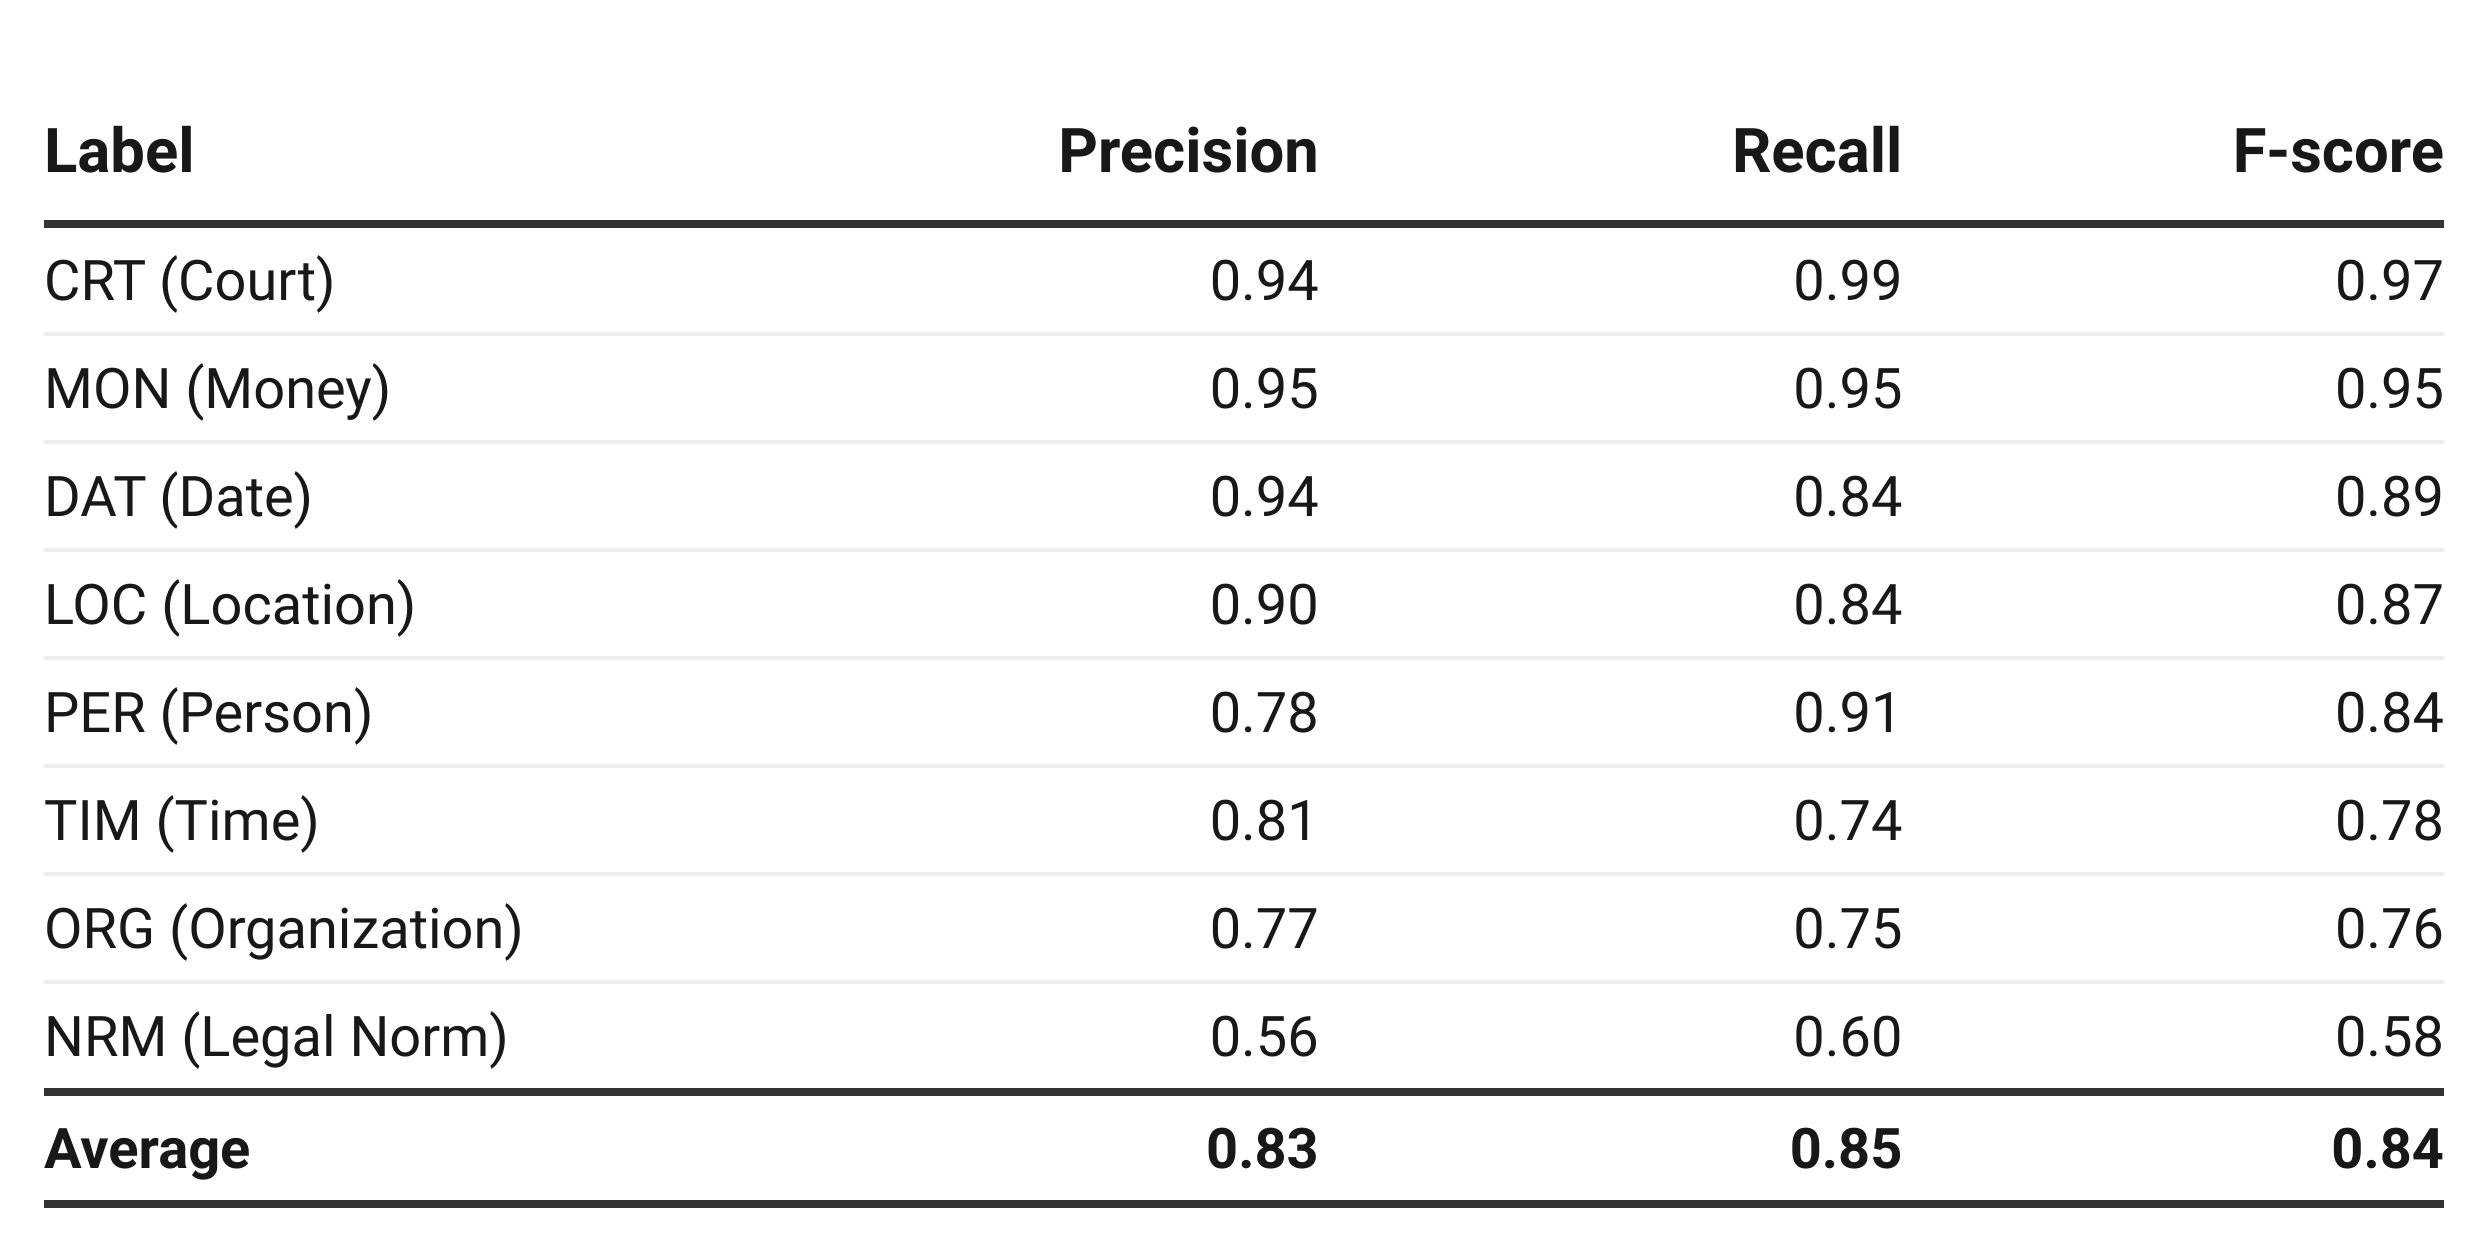 Label Precision Recall F-score
CRT (Court) 0.94 0.99 0.97
MON (Money) 0.95 0.95 0.95
DAT (Date) 0.94 0.84 0.89
LOC (Location) 0.90 0.84 0.87
PER (Person) 0.78 0.91 0.84
TIM (Time) 0.81 0.74 0.78
ORG (Organization) 0.77 0.75 0.76
NRM (Legal Norm) 0.56 0.60 0.58
Average 0.83 0.85 0.84